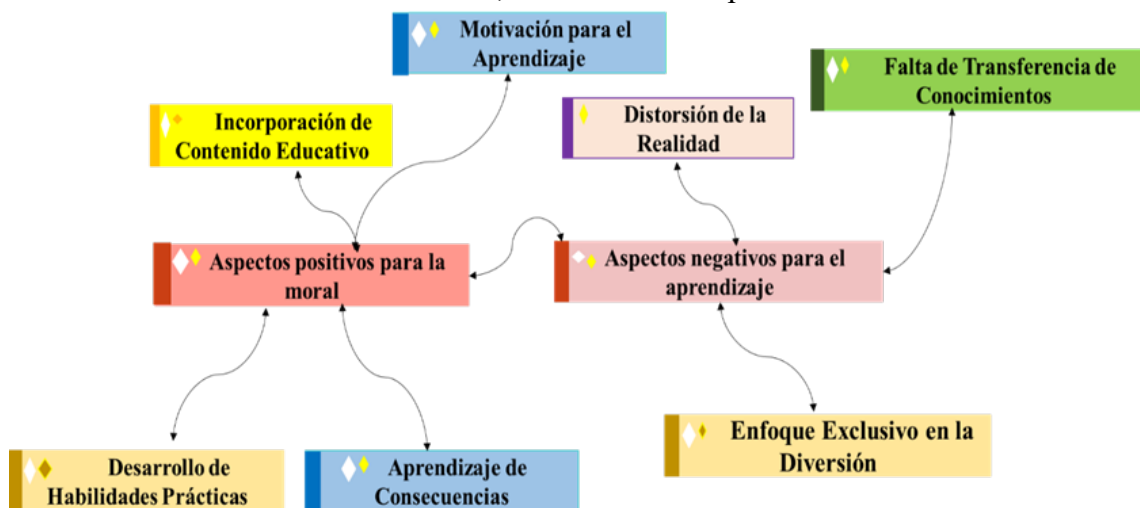 Motivación para el
Aprendizaje
Falta de Transferencia de
Conocimientos
Incorporación de
Contenido Educativo
Distorsión de la
Realidad
Aspectos positivos para la
moral
Aspectos negativos para el
aprendizaje
Enfoque Exclusivo en la
Diversión
Desarrollo de
Habilidades Prácticas
Aprendizaje de
Consecuencias